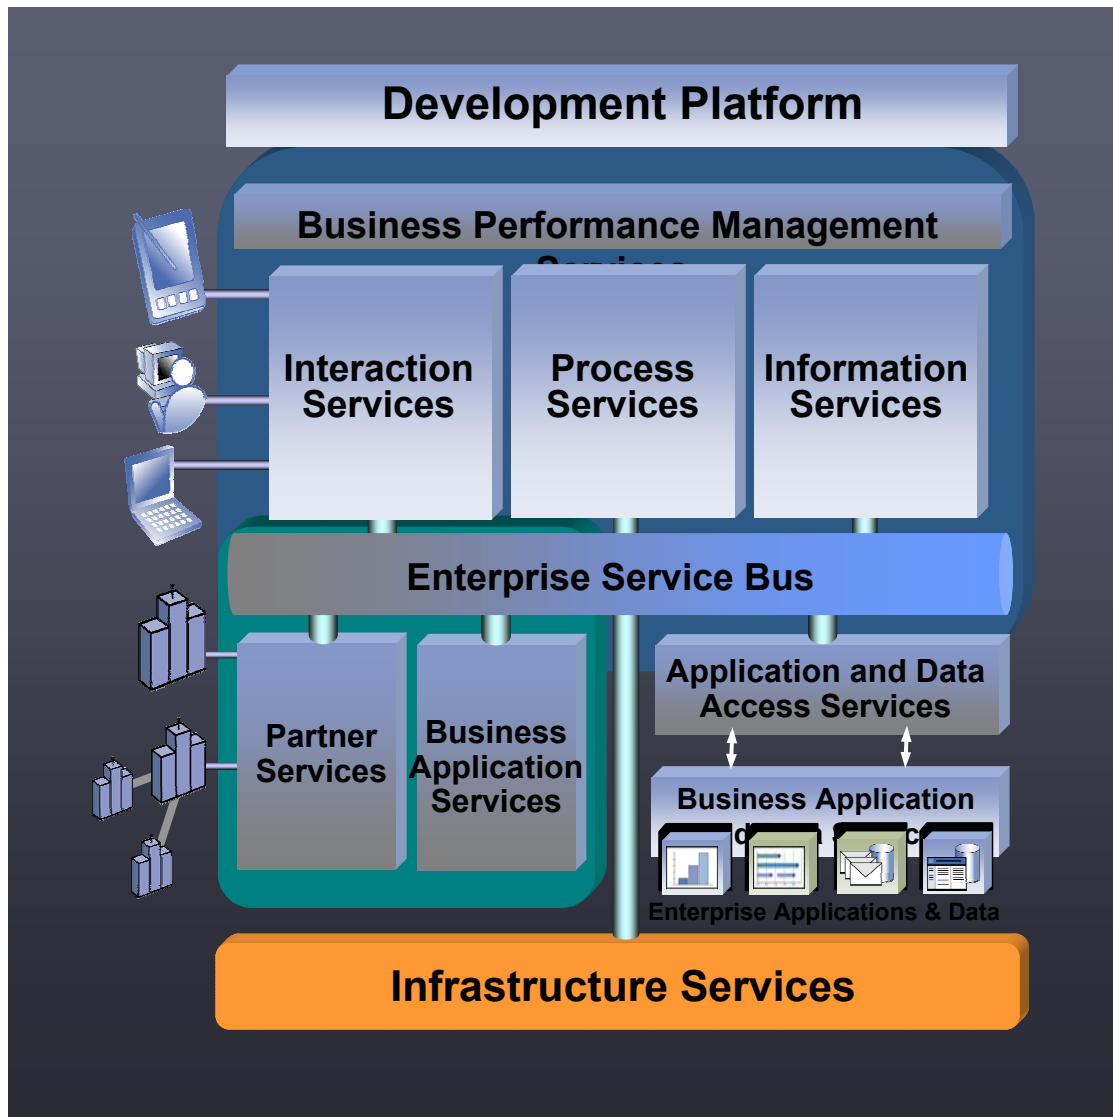 Development Platform
Business Performance Management
Services
Interaction
Services
Process
Services
Information
Services
Enterprise Service Bus
Partner
Services
Business
Application
Services
Application and Data
Access Services
Business Application
Enterprise Applications & Data
Infrastructure Services